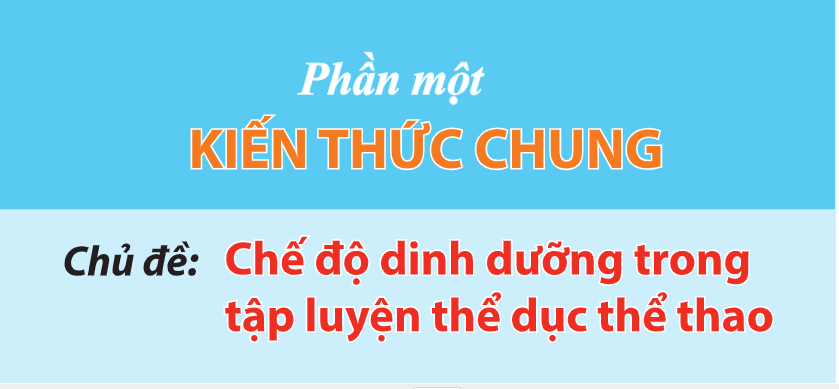 Phần một
KIẾN THỨC CHUNG
Chủ đề: Chế độ dinh dưỡng trong
tập luyện thể dục thể thao